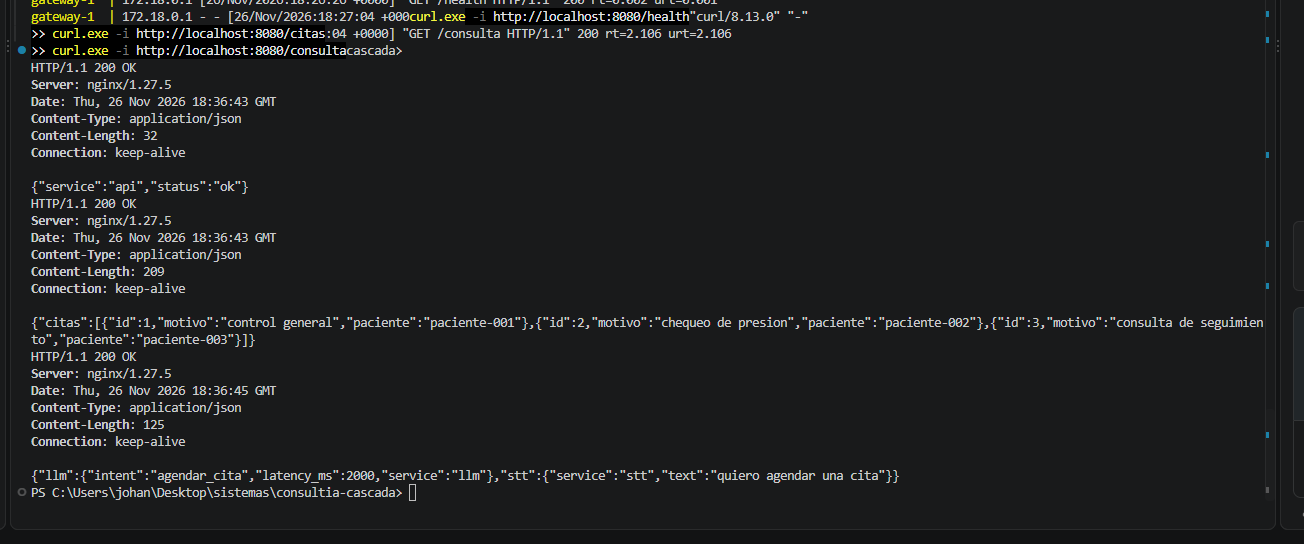 gateway-1  | 172.18.0.1 - - [26/Nov/2026:18:27:04 +000curl.exe -i http://localhost:8080/health"curl/8.13.0" "-"
>> curl.exe -i http://localhost:8080/citas:04 +0000] "GET /consulta HTTP/1.1" 200 rt=2.106 urt=2.106
>> curl.exe -i http://localhost:8080/consultacascada>
HTTP/1.1 200 OK
Server: nginx/1.27.5
Date: Thu, 26 Nov 2026 18:36:43 GMT
Content-Type: application/json
Content-Length: 32
Connection: keep-alive
{"service":"api","status":"ok"}
HTTP/1.1 200 OK
Server: nginx/1.27.5
Date: Thu, 26 Nov 2026 18:36:43 GMT
Content-Type: application/json
Content-Length: 209
Connection: keep-alive
{"citas":[{"id":1,"motivo":"control general","paciente":"paciente-001"},{"id":2,"motivo":"chequeo de presion","paciente":"paciente-002"},{"id":3,"motivo":"consulta de seguimien
to","paciente":"paciente-003"}]}
HTTP/1.1 200 OK
Server: nginx/1.27.5
Date: Thu, 26 Nov 2026 18:36:45 GMT
Content-Type: application/json
Content-Length: 125
Connection: keep-alive
{"llm":{"intent":"agendar_cita","latency_ms":2000,"service":"llm"},"stt":{"service":"stt","text":"quiero agendar una cita"}}
PS C:\Users\johan\Desktop\sistemas\consultia-cascada>